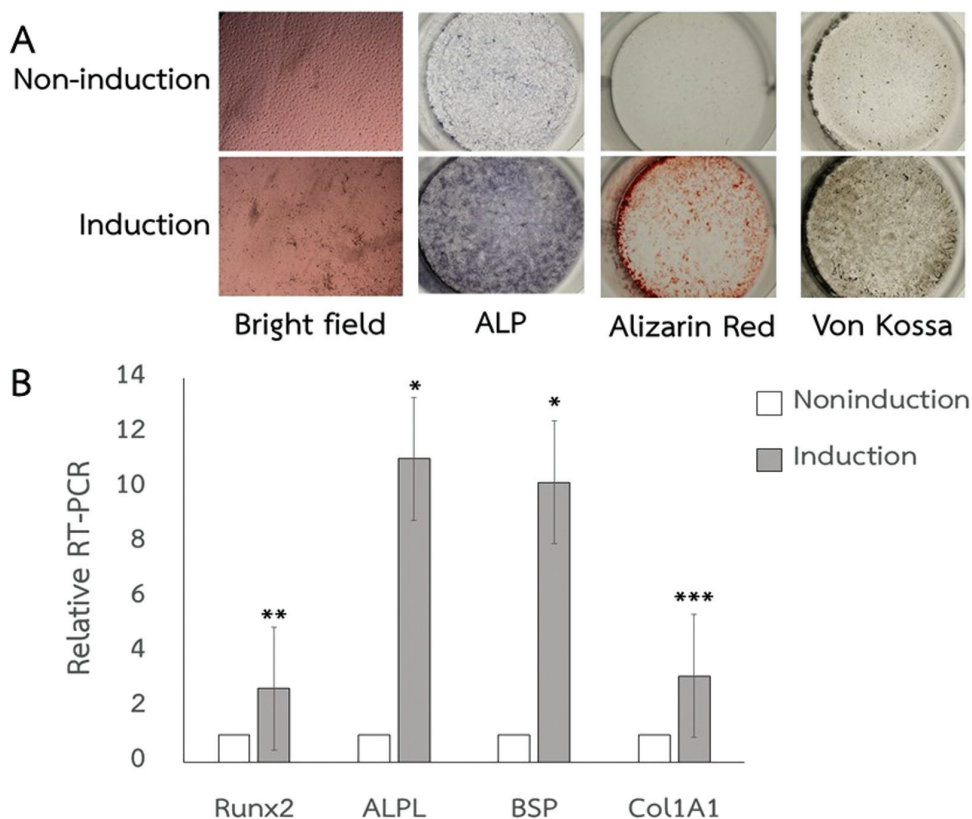 A
Non-induction
Induction
Bright field
ALP
Alizarin Red
Von Kossa
B
14
12
10
8
6
4
2
0
Relative RT-PCR
**
*
*
***
Runx2
ALPL
BSP
Col1A1
Noninduction
Induction